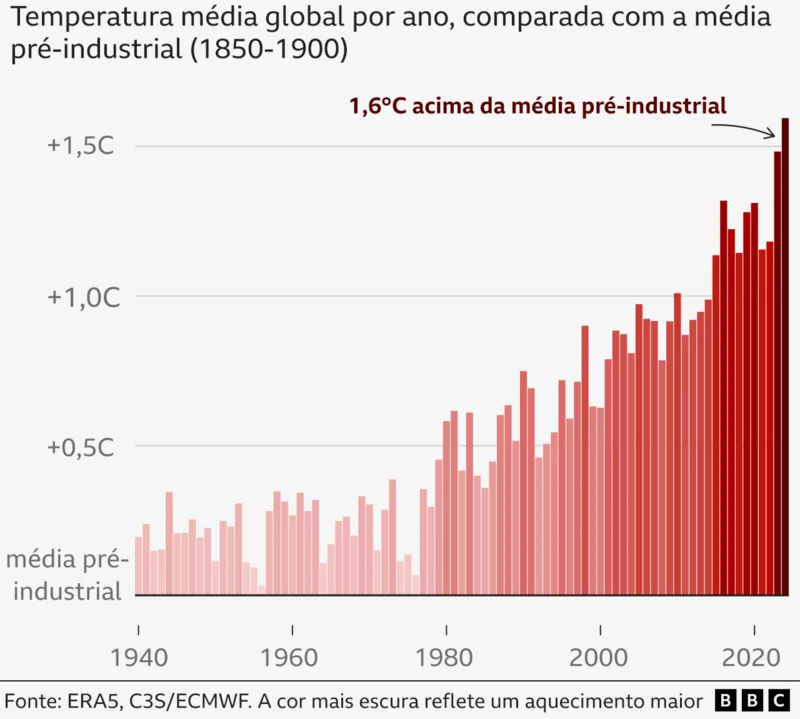 Temperatura média global por ano, comparada com a média
pré-industrial (1850-1900)
1,6ºC acima da média pré-industrial
+1,5C
+1,0C
+0,5C
média pré-
industrial
1940 1960 1980 2000 2020
Fonte: ERA5, C3S/ECMWF. A cor mais escura reflete um aquecimento maior BBC